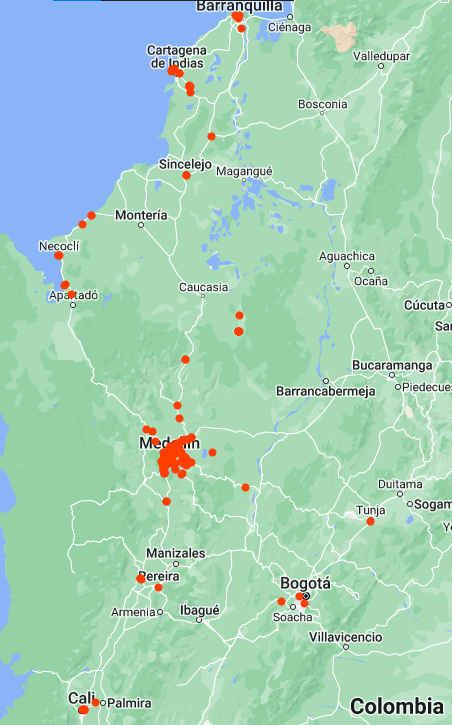 Barranquilla
Ciénaga
Cartagena
de Indias
Valledupar
Bosconia
Sincelejo
Magangué
Montería
Necoclí
Aguachica
Ocaña
Caucasia
Apartadó
Cúcuta
Bucaramanga
Barrancabermeja
Piedecues
Medellín
Duitama
Sogam
Tunja
Manizales
Pereira
Bogotá
Armenia
Ibagué
Soacha
Villavicencio
Cali
Palmira
Colombia